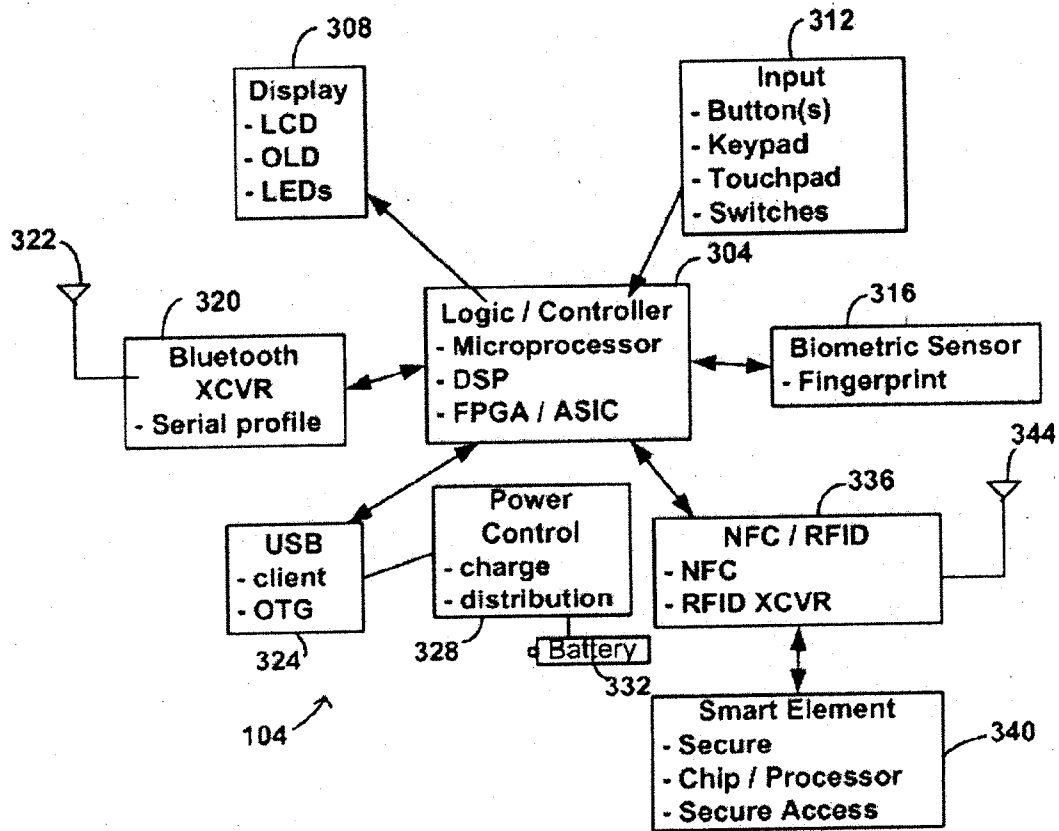 308
Display
- LCD
- OLD
- LEDs
312
Input
- Button(s)
- Keypad
- Touchpad
- Switches
322
320
Bluetooth
XCVR
- Serial profile
304
Logic / Controller
- Microprocessor
- DSP
- FPGA / ASIC
316
Biometric Sensor
- Fingerprint
344
USB
- client
- OTG
324
Power
Control
- charge
- distribution
328
Battery
332
336
NFC / RFID
- NFC
- RFID XCVR
104
Smart Element
- Secure
- Chip / Processor
- Secure Access
340